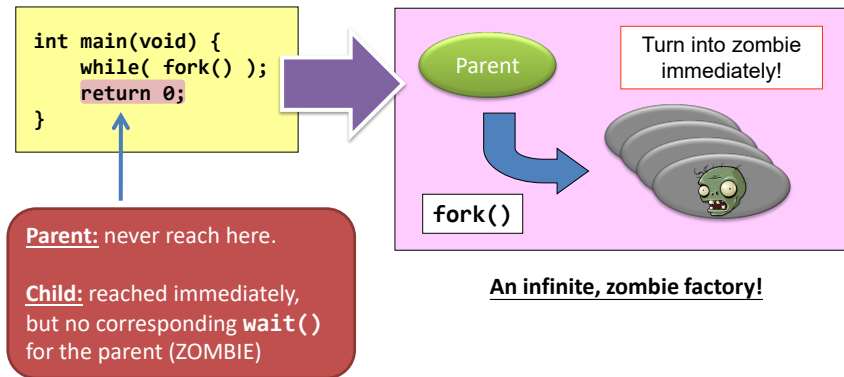 int main(void) {
while( fork() );
return 0;
}
Parent
Turn into zombie
immediately!
fork()
Parent: never reach here.
Child: reached immediately,
but no corresponding wait()
for the parent (ZOMBIE)
An infinite, zombie factory!